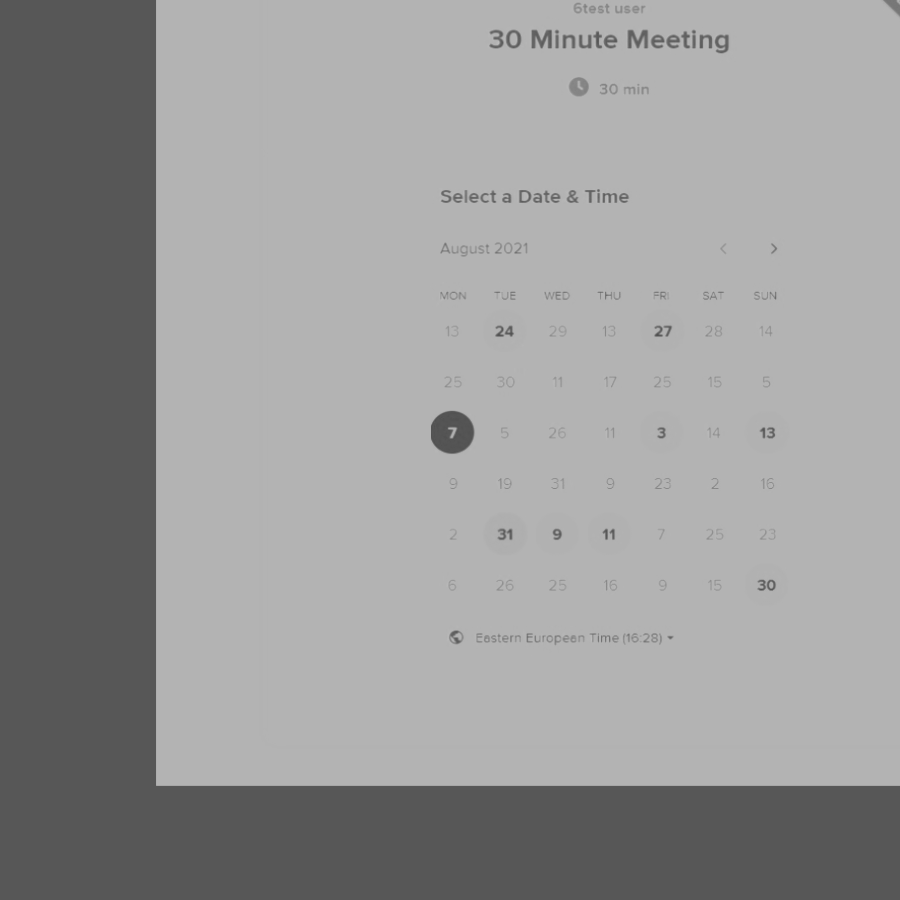 6test user
30 Minute Meeting
30 min
Select a Date & Time
August 2021
MON TUE WED THU FRI SAT SUN
13 24 29 13 27 28 14
25 30 11 17 25 15 5
7 5 26 11 3 14 13
9 19 31 9 23 2 16
2 31 9 11 7 25 23
6 26 25 16 9 15 30
Eastern European Time (16:28)